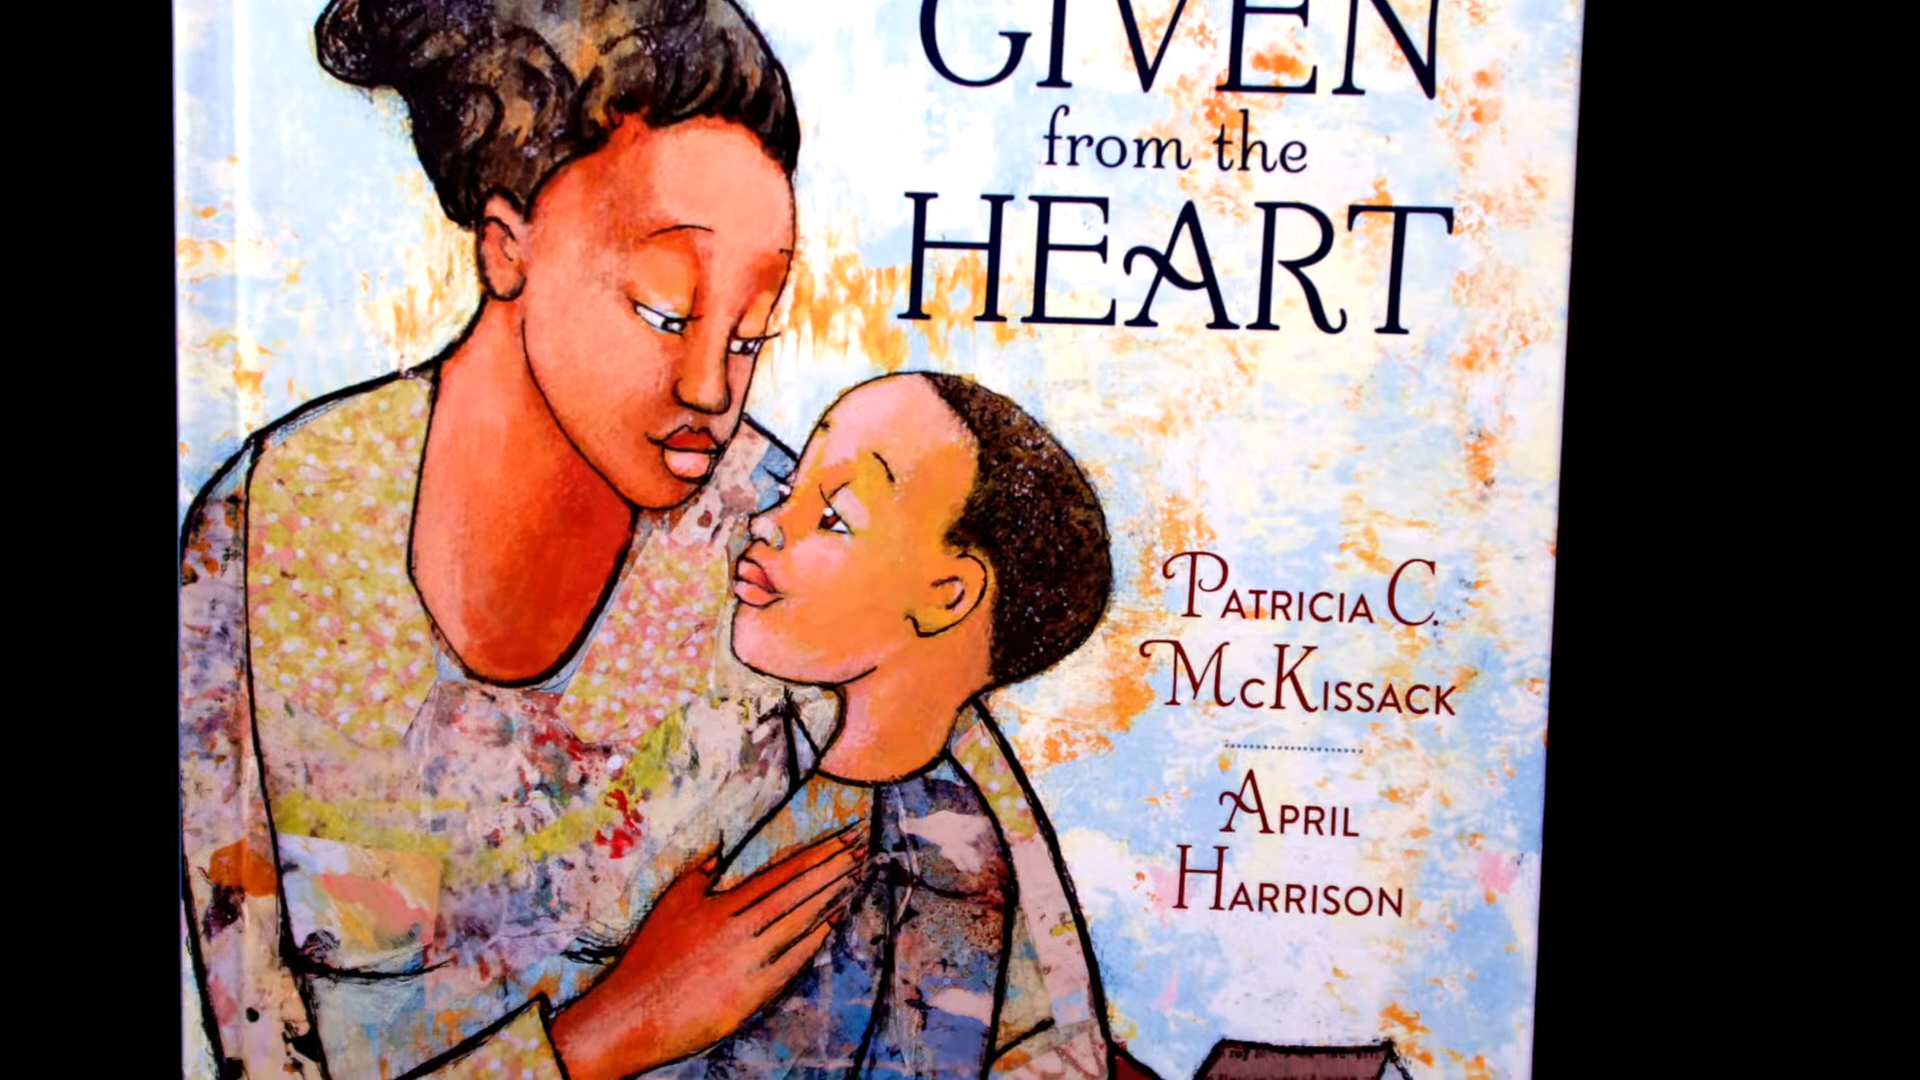 GIVEN
from the
HEART
PATRICIA C.
MCKISSACK
APRIL
HARRISON